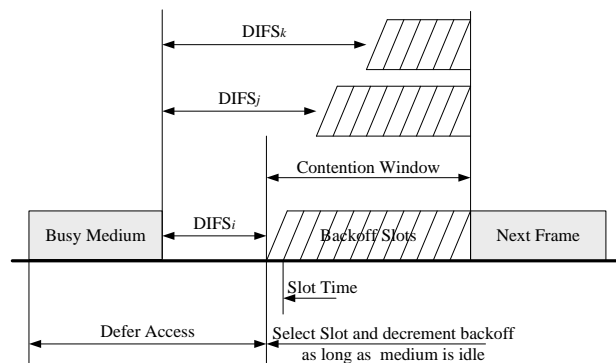 DIFSk
DIFSj
Contention Window
DIFSi
Busy Medium
Backoff Slots
Next Frame
Slot Time
Defer Access
Select Slot and decrement backoff
as long as medium is idle